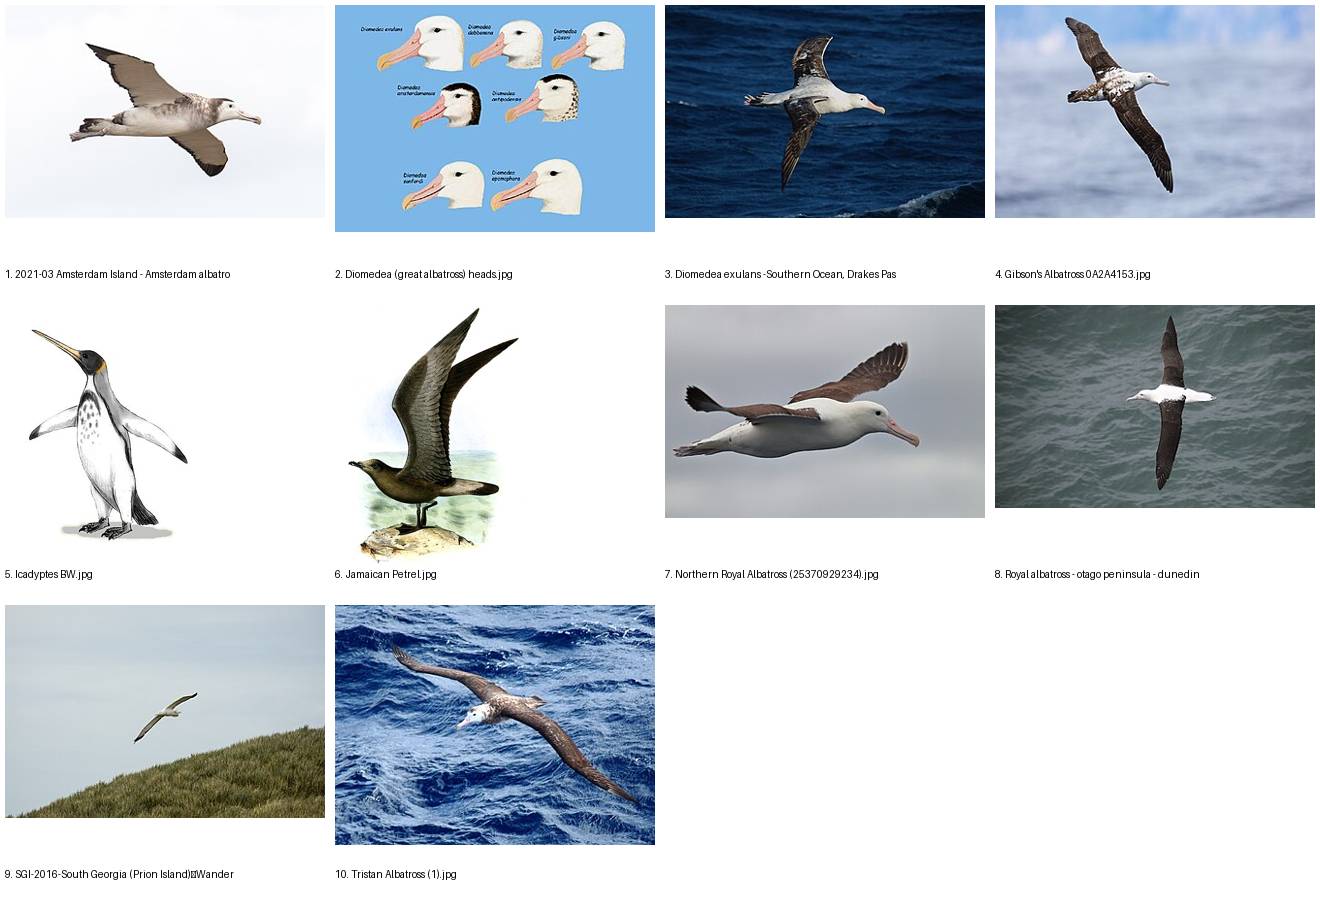 Diomedea exulans
Diomedea
dabbenena
Diomedea
gibsoni
Diomedea
amsterdamensis
Diomedea
antipodensis
Diomedea
sanfordi
Diomedea
epomophora
1. 2021-03 Amsterdam Island - Amsterdam albatro
2. Diomedea (great albatross) heads.jpg
3. Diomedea exulans -Southern Ocean, Drakes Pas
4. Gibson's Albatross 0A2A4153.jpg
5. Icadyptes BW.jpg
6. Jamaican Petrel.jpg
7. Northern Royal Albatross (25370929234).jpg
8. Royal albatross - otago peninsula - dunedin
9. SGI-2016-South Georgia (Prion Island)Wander
10. Tristan Albatross (1).jpg